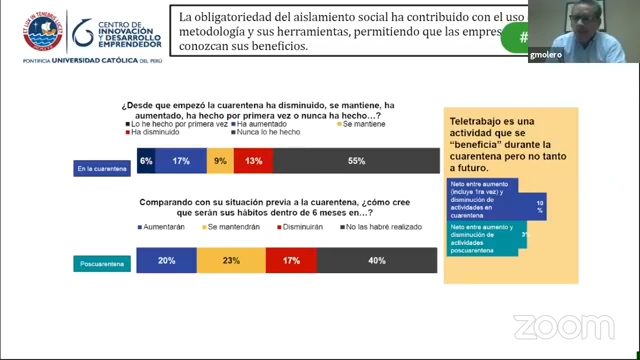 La obligatoriedad del aislamiento social ha contribuido con el uso
metodología y sus herramientas, permitiendo que las
conozcan sus beneficios.
CENTRO DE
INNOVACIÓN
Y DESARROLLO
EMPRENDEDOR
PONTIFICIA UNIVERSIDAD CATÓLICA DEL PERÚ
#
gmolero
¿Desde que empezó la cuarentena ha disminuido, se mantiene, ha
aumentado, ha hecho por primera vez o nunca ha hecho…?
Lo he hecho por primera vez Ha aumentado Se mantiene
Ha disminuido Nunca lo he hecho
En la cuarentena
6% 17% 9% 13% 55%
Comparando con su situación previa a la cuarentena, ¿cómo cree
que serán sus hábitos dentro de 6 meses en…?
Aumentarán Se mantendrán Disminuirán No las habré realizado
Poscuarentena
20% 23% 17% 40%
Teletrabajo es una
actividad que se
“beneficia” durante la
cuarentena pero no tanto
a futuro.
Neto entre aumento
(incluye 1ra vez) y
disminución de
actividades en
cuarentena
10
%
Neto entre aumento y
disminución de
actividades
poscuarentena
3%
zoom